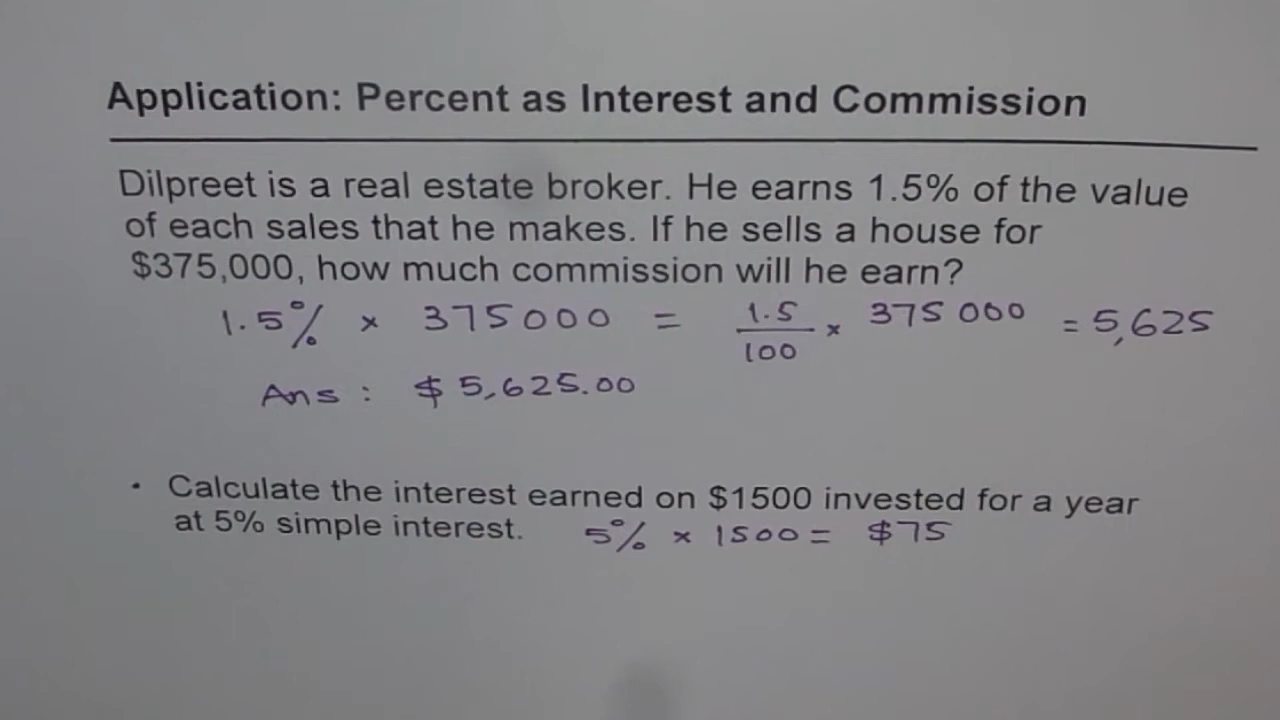 Application: Percent as Interest and Commission
Dilpreet is a real estate broker. He earns 1.5% of the value
of each sales that he makes. If he sells a house for
$375,000, how much commission will he earn?
1.5% × 375000 = 1.5/100 × 375 000 = 5,625
Ans : $5,625.00
• Calculate the interest earned on $1500 invested for a year
at 5% simple interest. 5% × 1500 = $75